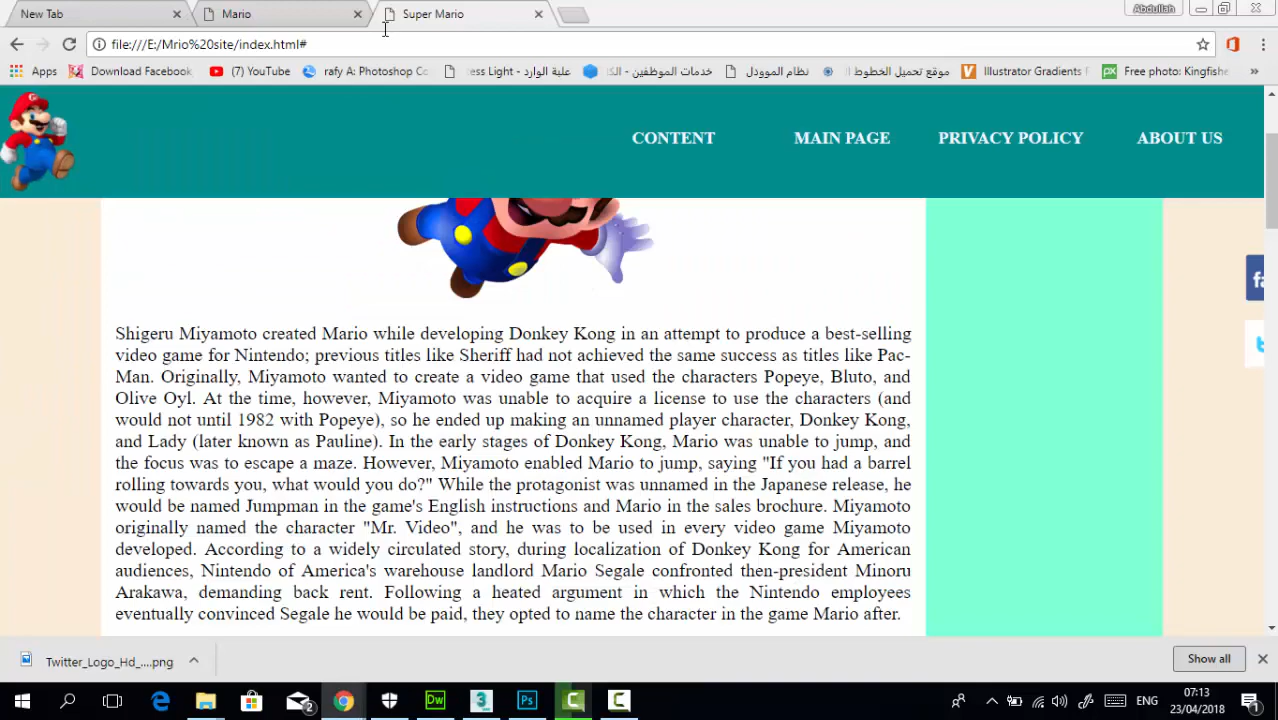 New Tab
Mario
Super Mario
Abdullah
file:///E:/Mrio%20site/index.html#
Apps
Download Facebook
(7) YouTube
rafy A: Photoshop Co
علبة الوارد - ess Light
خدمات الموظفين - الكا
نظام الموودل
موقع تحميل الخطوط ا
Illustrator Gradients
Free photo: Kingfishe
»
CONTENT
MAIN PAGE
PRIVACY POLICY
ABOUT US
Shigeru Miyamoto created Mario while developing Donkey Kong in an attempt to produce a best-selling
video game for Nintendo; previous titles like Sheriff had not achieved the same success as titles like Pac-
Man. Originally, Miyamoto wanted to create a video game that used the characters Popeye, Bluto, and
Olive Oyl. At the time, however, Miyamoto was unable to acquire a license to use the characters (and
would not until 1982 with Popeye), so he ended up making an unnamed player character, Donkey Kong,
and Lady (later known as Pauline). In the early stages of Donkey Kong, Mario was unable to jump, and
the focus was to escape a maze. However, Miyamoto enabled Mario to jump, saying "If you had a barrel
rolling towards you, what would you do?" While the protagonist was unnamed in the Japanese release, he
would be named Jumpman in the game's English instructions and Mario in the sales brochure. Miyamoto
originally named the character "Mr. Video", and he was to be used in every video game Miyamoto
developed. According to a widely circulated story, during localization of Donkey Kong for American
audiences, Nintendo of America's warehouse landlord Mario Segale confronted then-president Minoru
Arakawa, demanding back rent. Following a heated argument in which the Nintendo employees
eventually convinced Segale he would be paid, they opted to name the character in the game Mario after.
Twitter_Logo_Hd_....png
Show all
2
Dw
3
Ps
C
C
ENG
07:13
23/04/2018
1